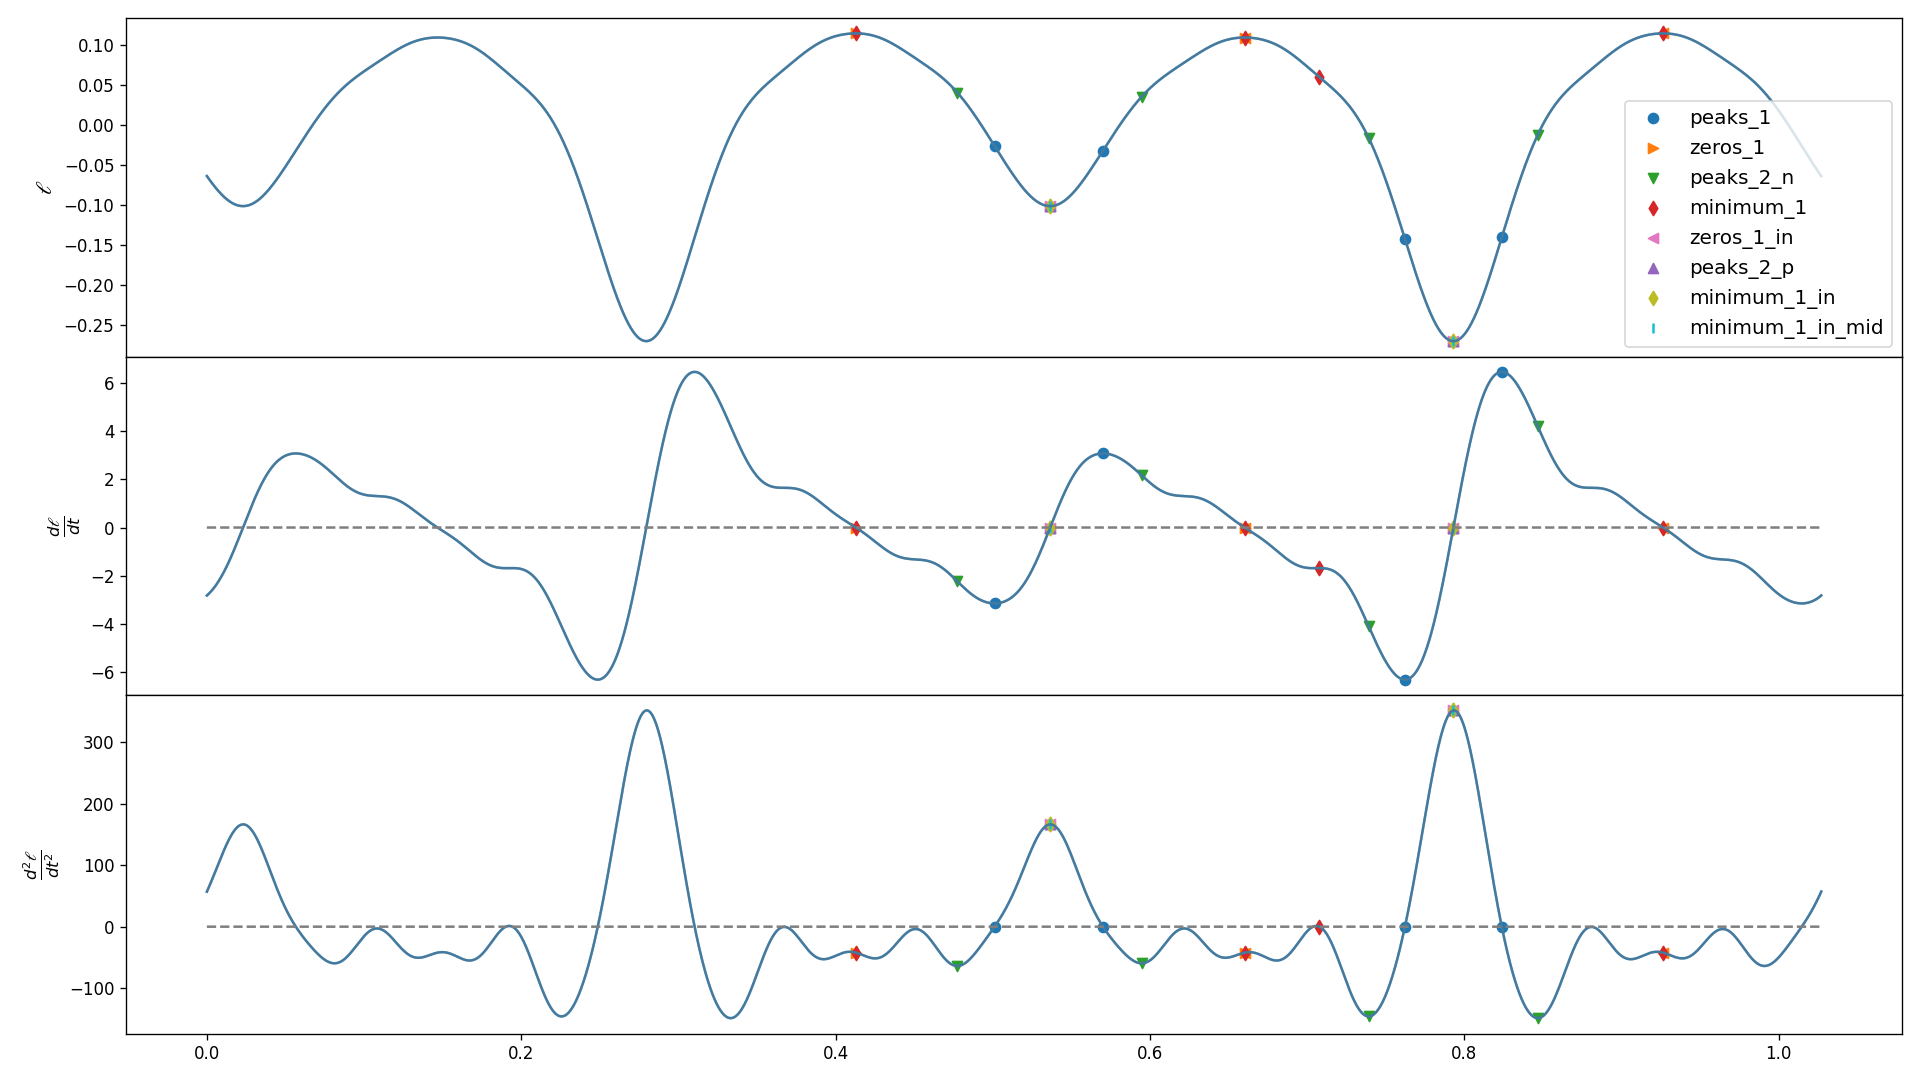 0.10
0.05
0.00
−0.05
−0.10
−0.15
−0.20
−0.25
ℓ
peaks_1
zeros_1
peaks_2_n
minimum_1
zeros_1_in
peaks_2_p
minimum_1_in
minimum_1_in_mid
6
4
2
0
−2
−4
−6
dℓ
dt
300
200
100
0
−100
d²ℓ
dt²
0.0 0.2 0.4 0.6 0.8 1.0